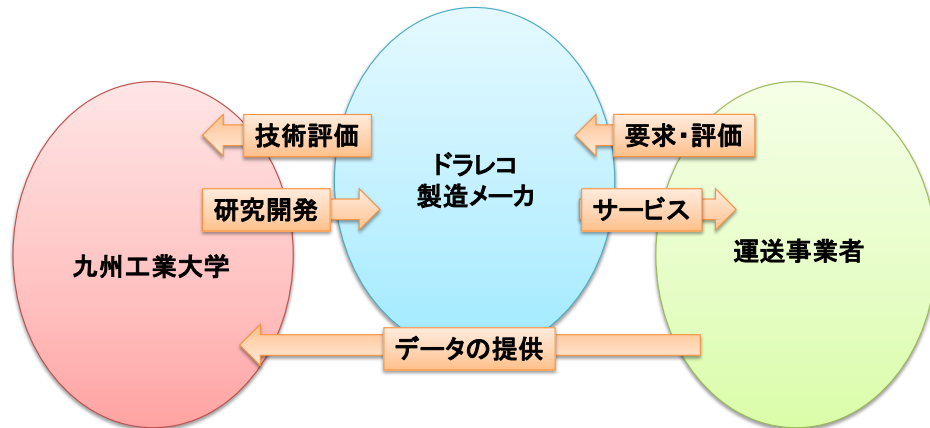 技術評価
要求・評価
ドラレコ
製造メーカ
研究開発
サービス
九州工業大学
運送事業者
データの提供